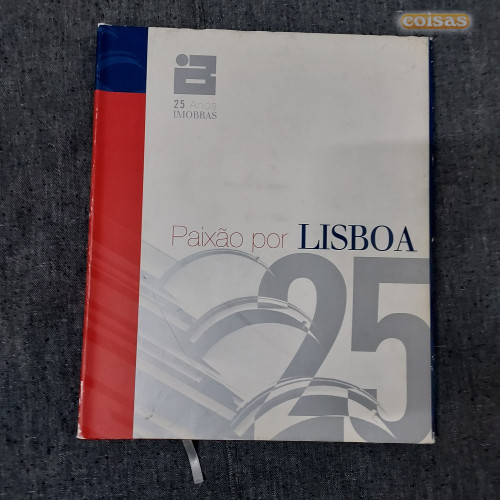 coisas
25 Anos
IMOBRAS
Paixão por LISBOA
25